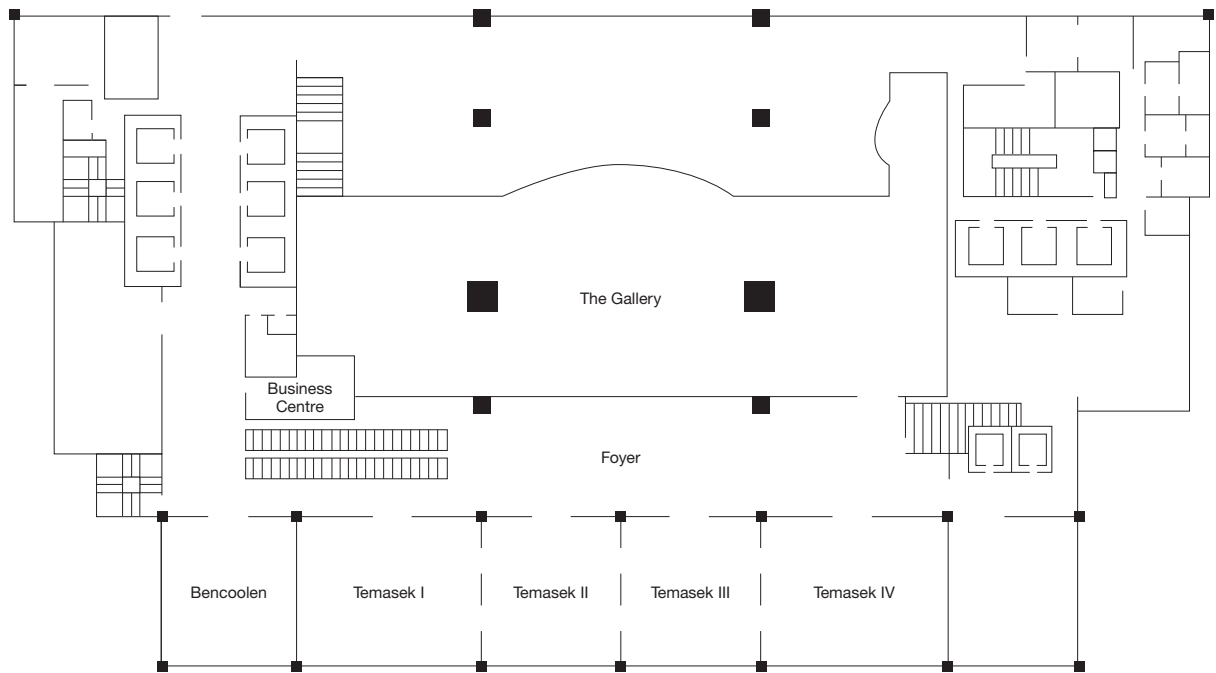 The Gallery
Business
Centre
Foyer
Bencoolen
Temasek I
Temasek II
Temasek III
Temasek IV